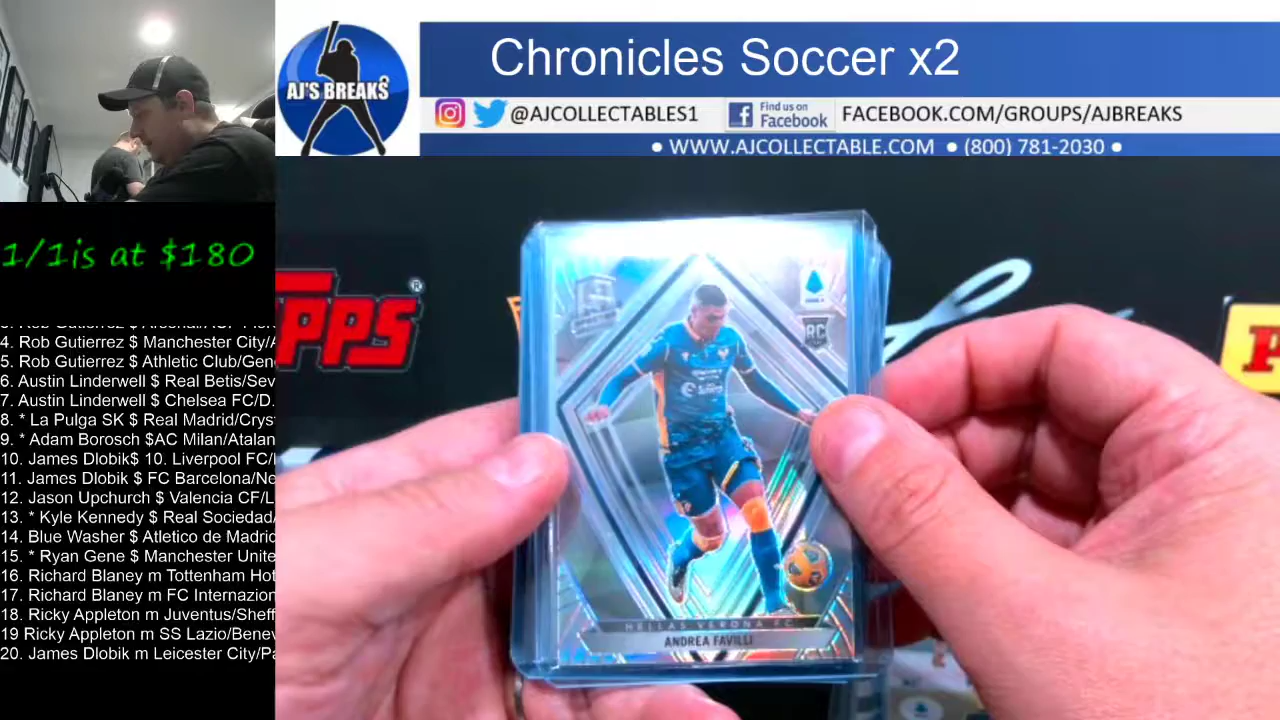 Chronicles Soccer x2
AJ'S BREAKS
@AJCOLLECTABLES1
Find us on
Facebook
FACEBOOK.COM/GROUPS/AJBREAKS
• WWW.AJCOLLECTABLE.COM • (800) 781-2030 •
1/1is at $180
4. Rob Gutierrez $ Manchester City/
5. Rob Gutierrez $ Athletic Club/Gen
6. Austin Linderwell $ Real Betis/Sev
7. Austin Linderwell $ Chelsea FC/D.
8. * La Pulga SK $ Real Madrid/Crys
9. * Adam Borosch $AC Milan/Atalan
10. James Dlobik$ 10. Liverpool FC/
11. James Dlobik $ FC Barcelona/Ne
12. Jason Upchurch $ Valencia CF/L
13. * Kyle Kennedy $ Real Sociedad/
14. Blue Washer $ Atletico de Madrid
15. * Ryan Gene $ Manchester Unite
16. Richard Blaney m Tottenham Hot
17. Richard Blaney m FC Internazion
18. Ricky Appleton m Juventus/Sheff
19 Ricky Appleton m SS Lazio/Benev
20. James Dlobik m Leicester City/Pa
PPS
®
RC
HELLAS VERONA FC
ANDREA FAVILLI